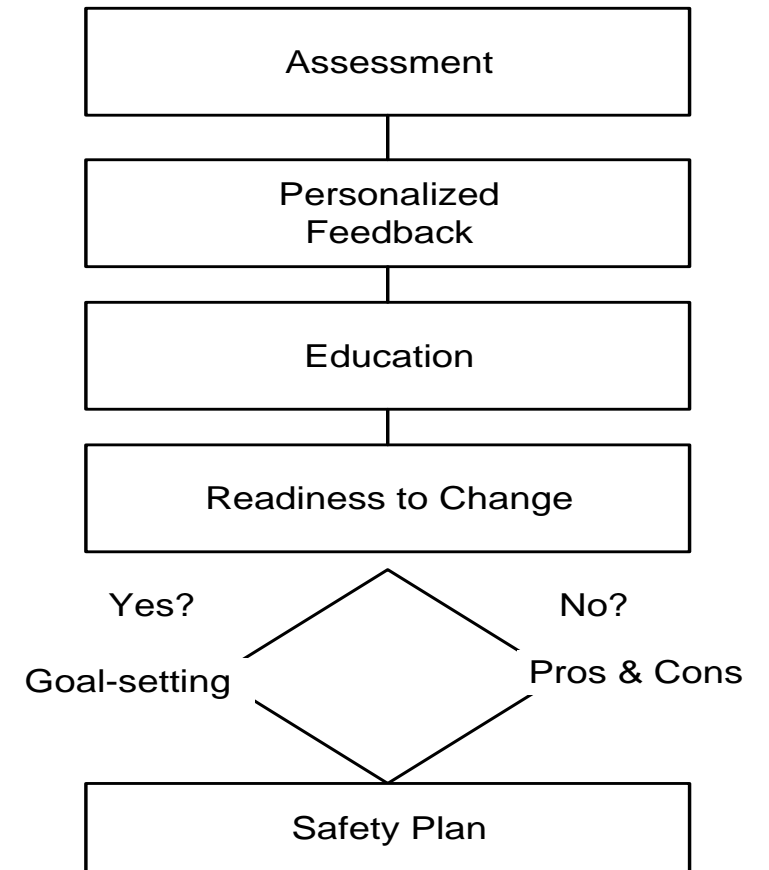 Assessment
Personalized
Feedback
Education
Readiness to Change
Yes?
No?
Goal-setting
Pros & Cons
Safety Plan